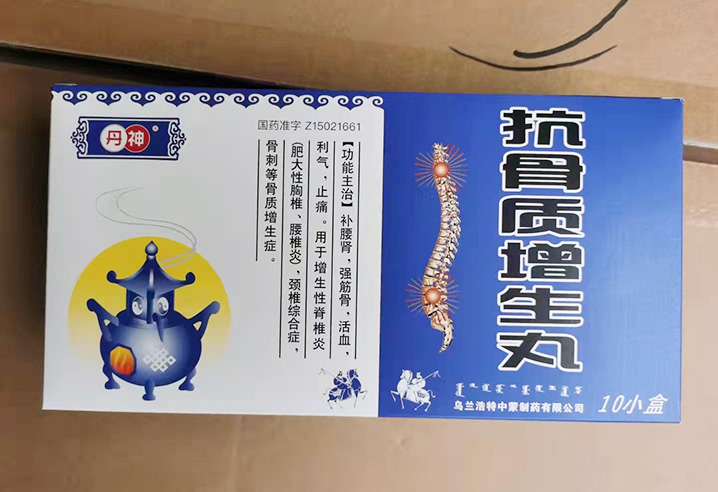 丹神
国药准字 Z15021661
【功能主治】补腰肾，强筋骨，活血，
利气，止痛。用于增生性脊椎炎
(肥大性胸椎、腰椎炎)，颈椎综合症，
骨刺等骨质增生症。
抗骨质增生丸
乌兰浩特中蒙制药有限公司
10小盒